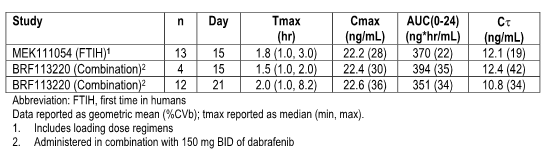 Study n Day Tmax (hr) Cmax (ng/mL) AUC(0-24) (ng*hr/mL) Cτ (ng/mL)
MEK111054 (FTIH)¹ 13 15 1.8 (1.0, 3.0) 22.2 (28) 370 (22) 12.1 (19)
BRF113220 (Combination)² 4 15 1.5 (1.0, 2.0) 22.4 (30) 394 (35) 12.4 (42)
BRF113220 (Combination)² 12 21 2.0 (1.0, 8.2) 22.6 (36) 351 (34) 10.8 (34)
Abbreviation: FTIH, first time in humans
Data reported as geometric mean (%CVb); tmax reported as median (min, max).
1. Includes loading dose regimens
2. Administered in combination with 150 mg BID of dabrafenib